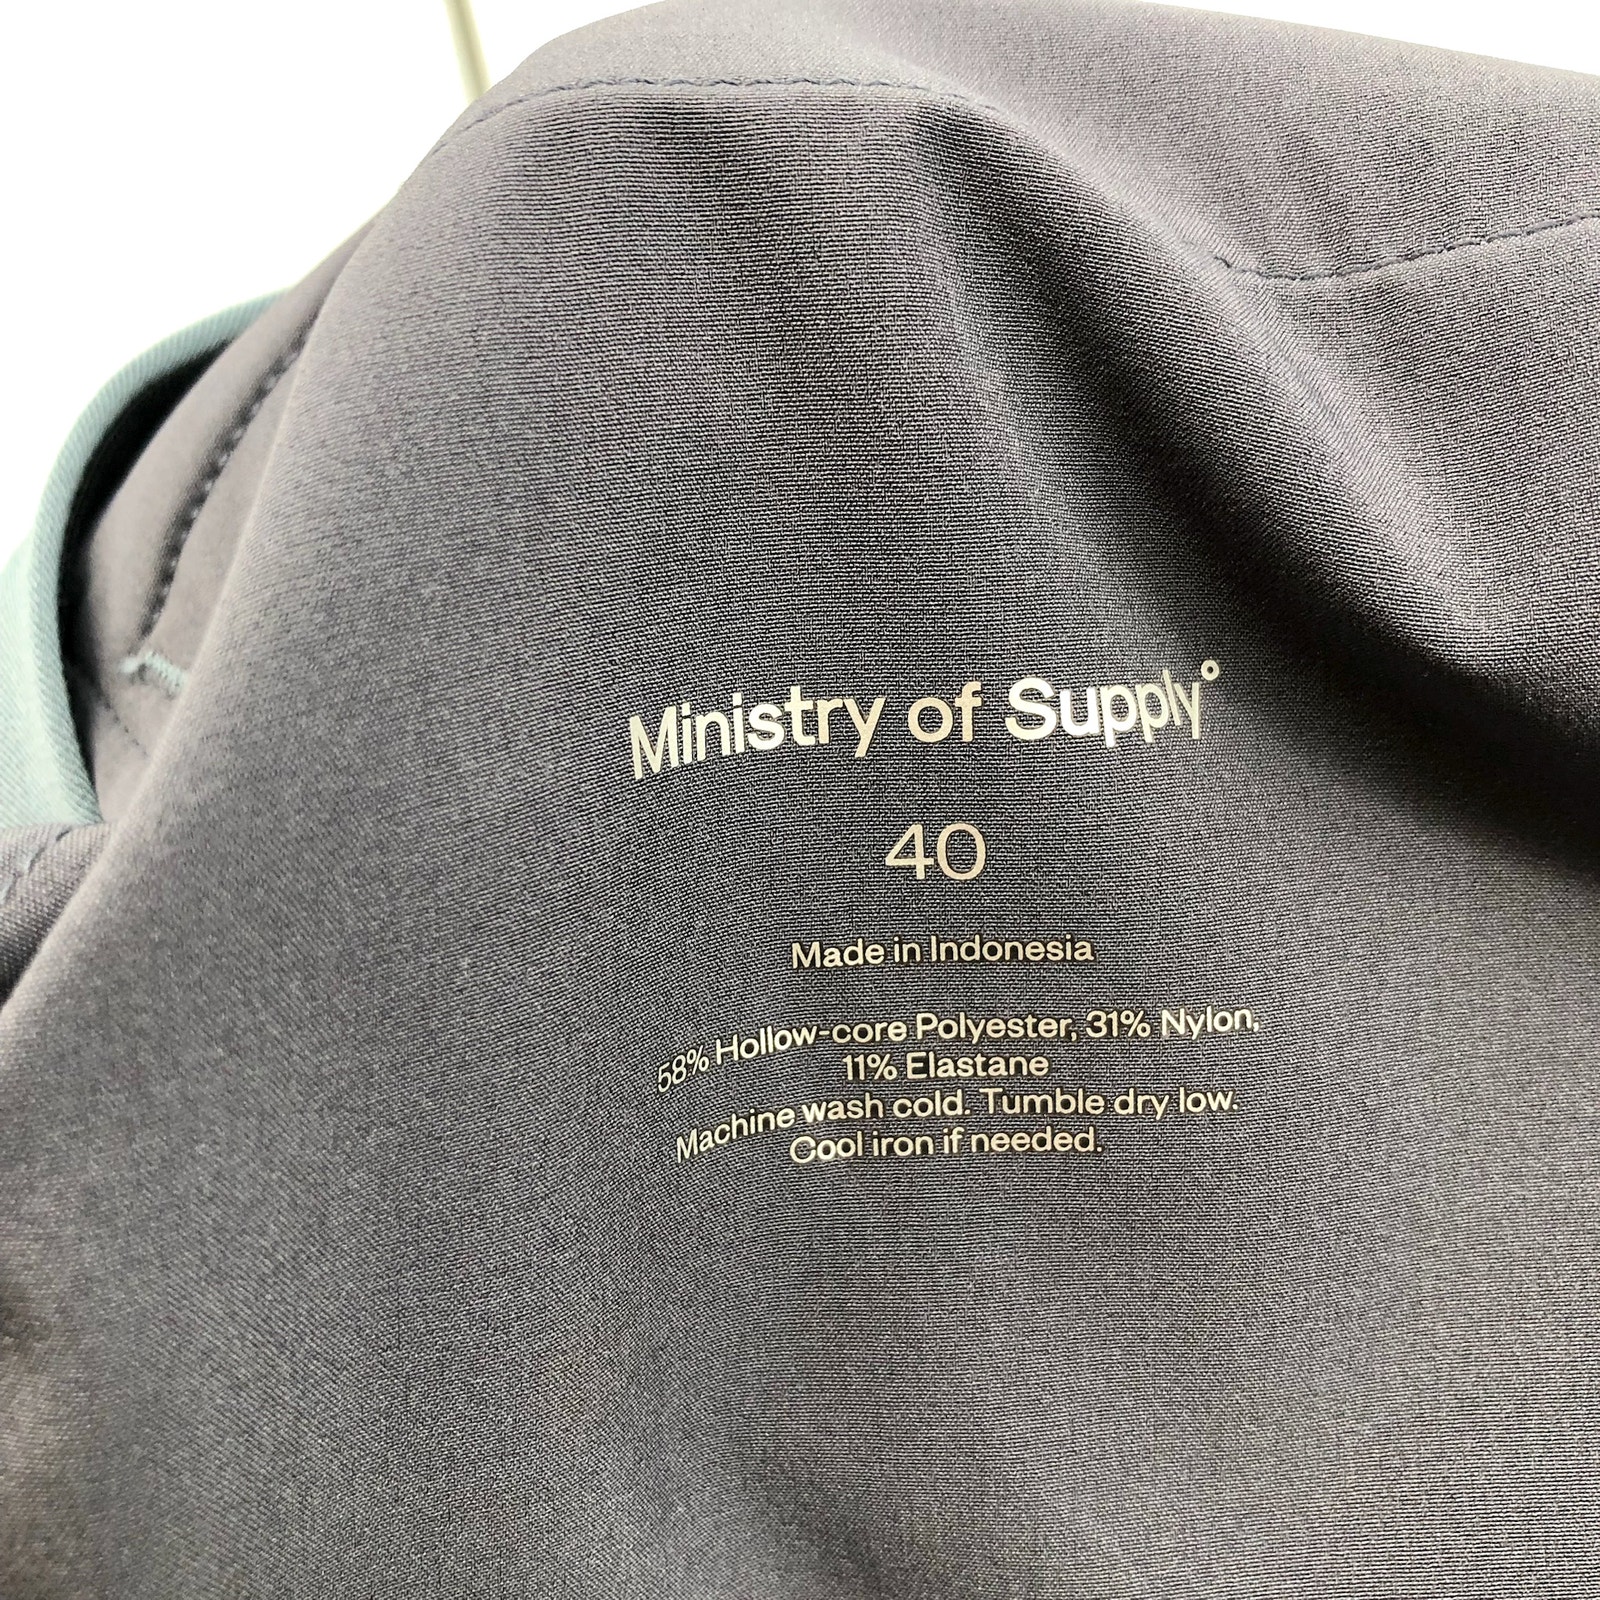 Ministry of Supply°
40
Made in Indonesia
58% Hollow-core Polyester, 31% Nylon,
11% Elastane
Machine wash cold. Tumble dry low.
Cool iron if needed.